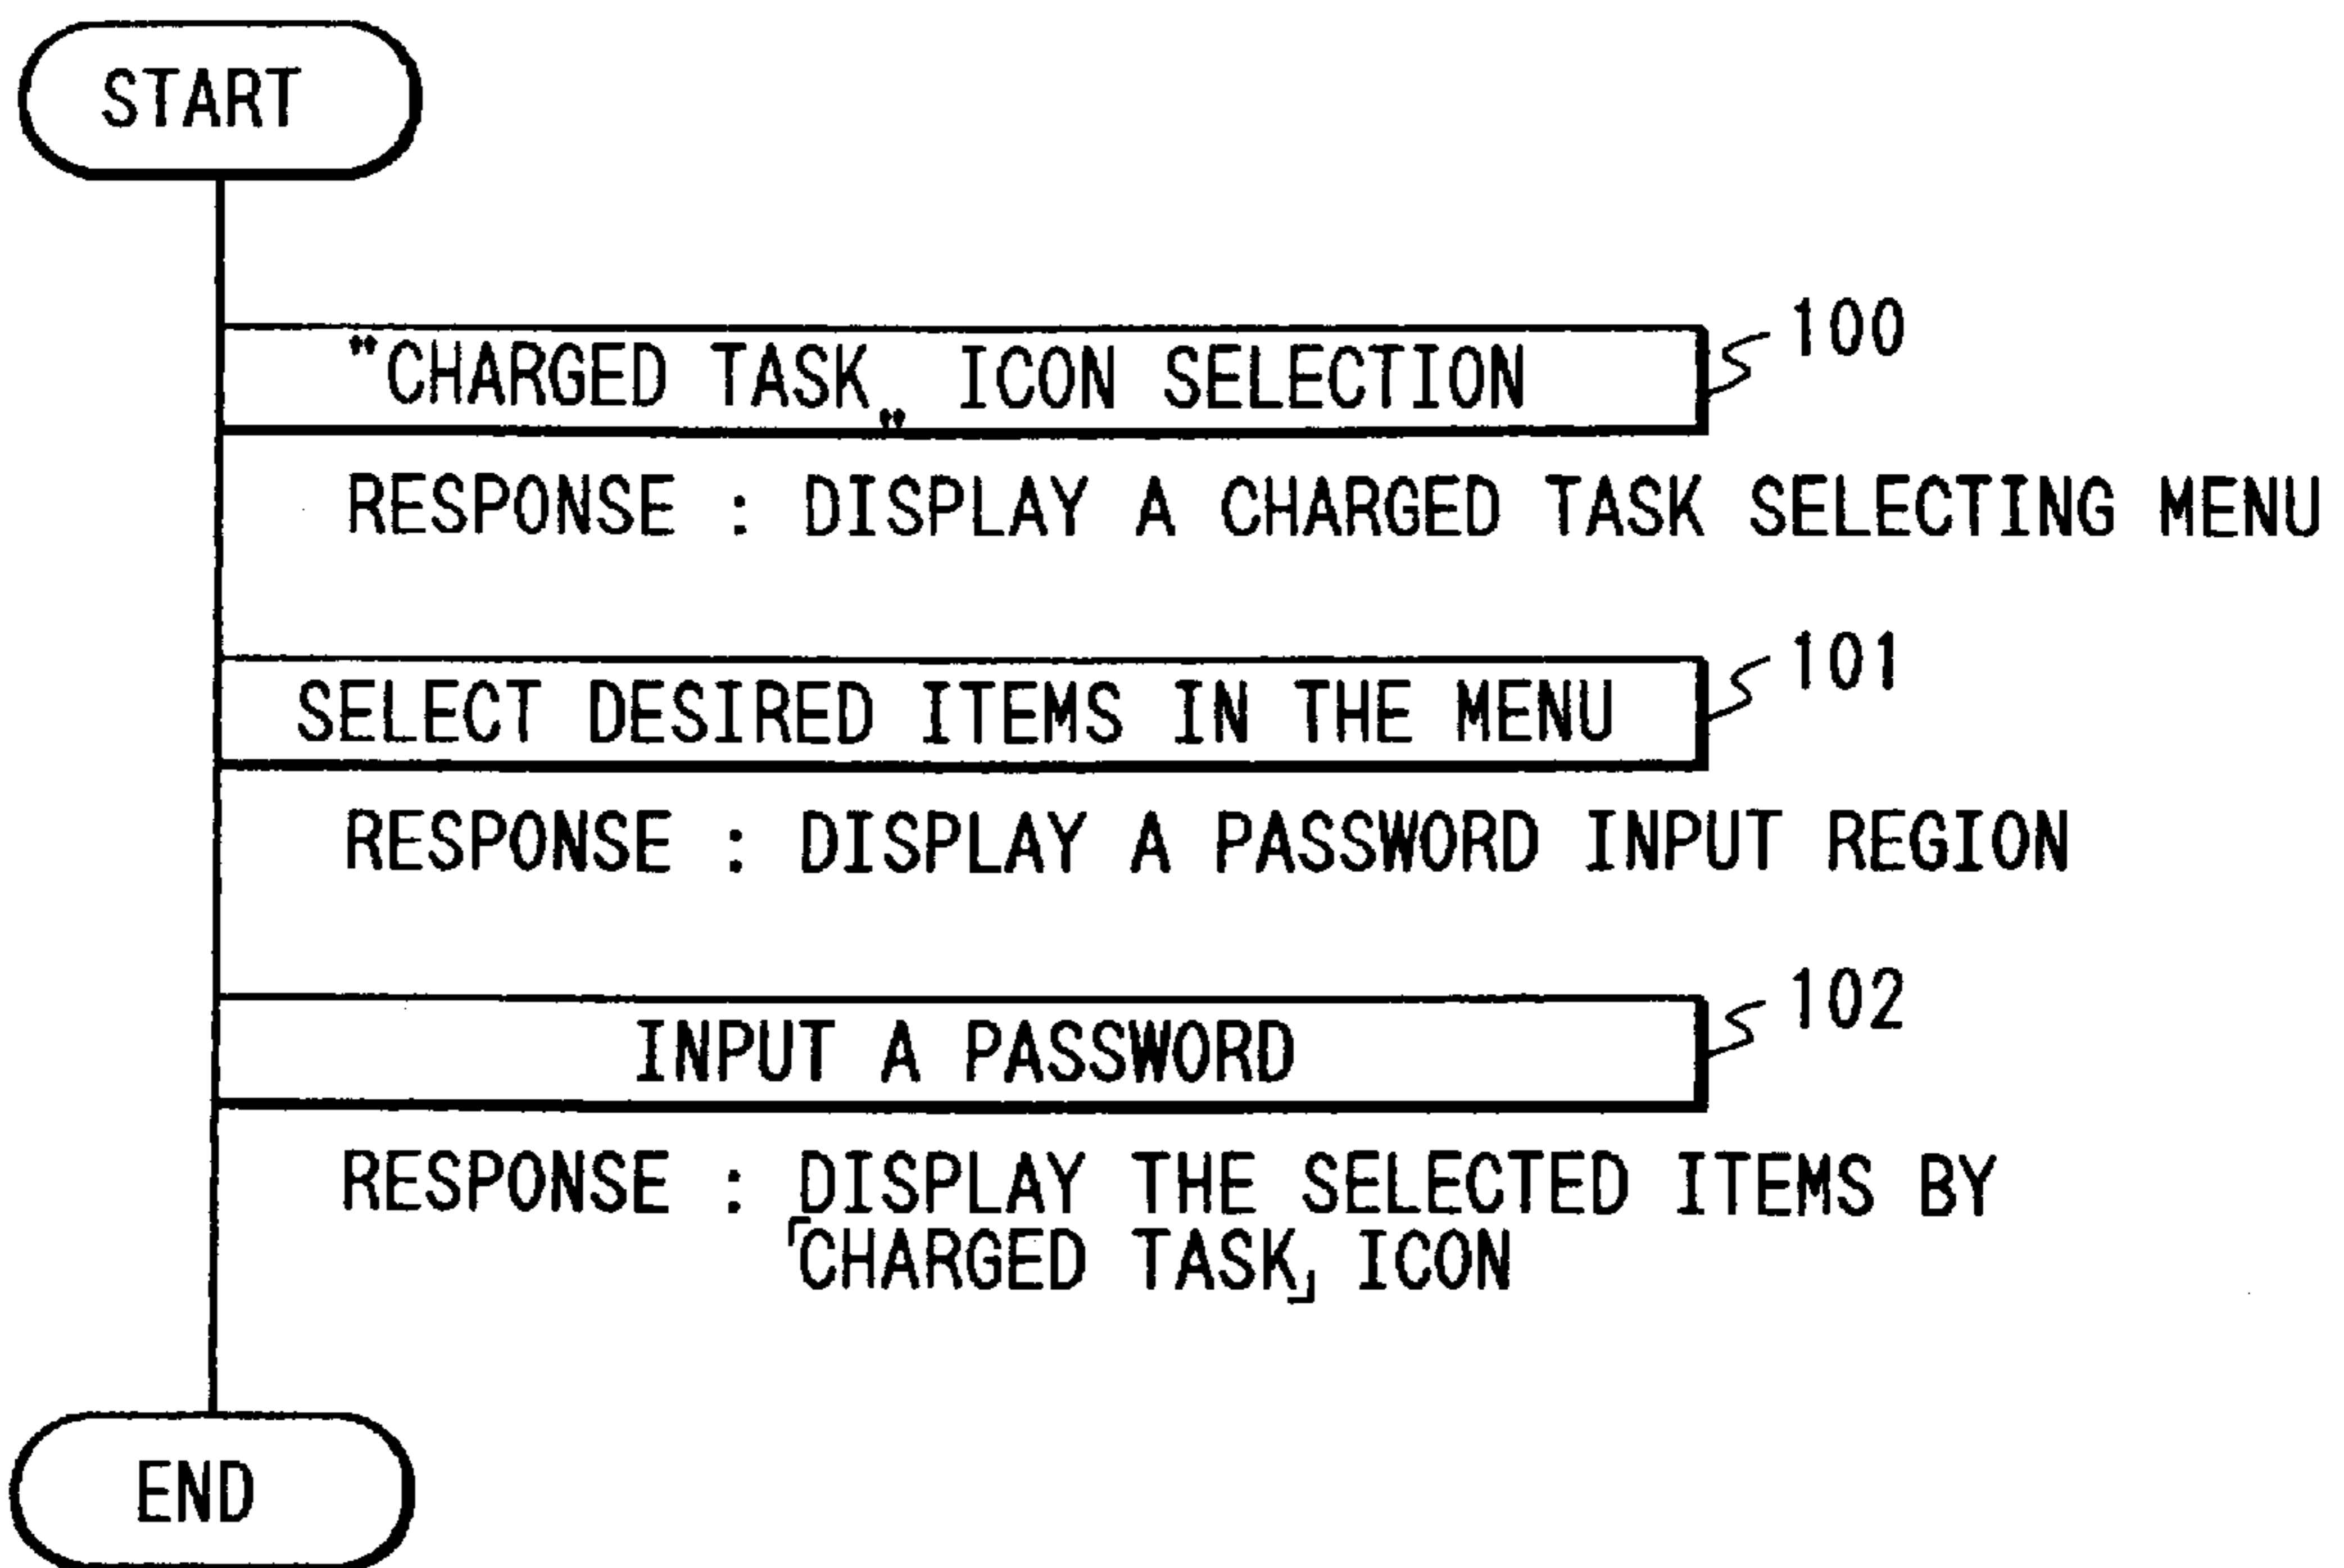 START
100
"CHARGED TASK„ ICON SELECTION
RESPONSE : DISPLAY A CHARGED TASK SELECTING MENU
101
SELECT DESIRED ITEMS IN THE MENU
RESPONSE : DISPLAY A PASSWORD INPUT REGION
102
INPUT A PASSWORD
RESPONSE : DISPLAY THE SELECTED ITEMS BY
「CHARGED TASK」 ICON
END